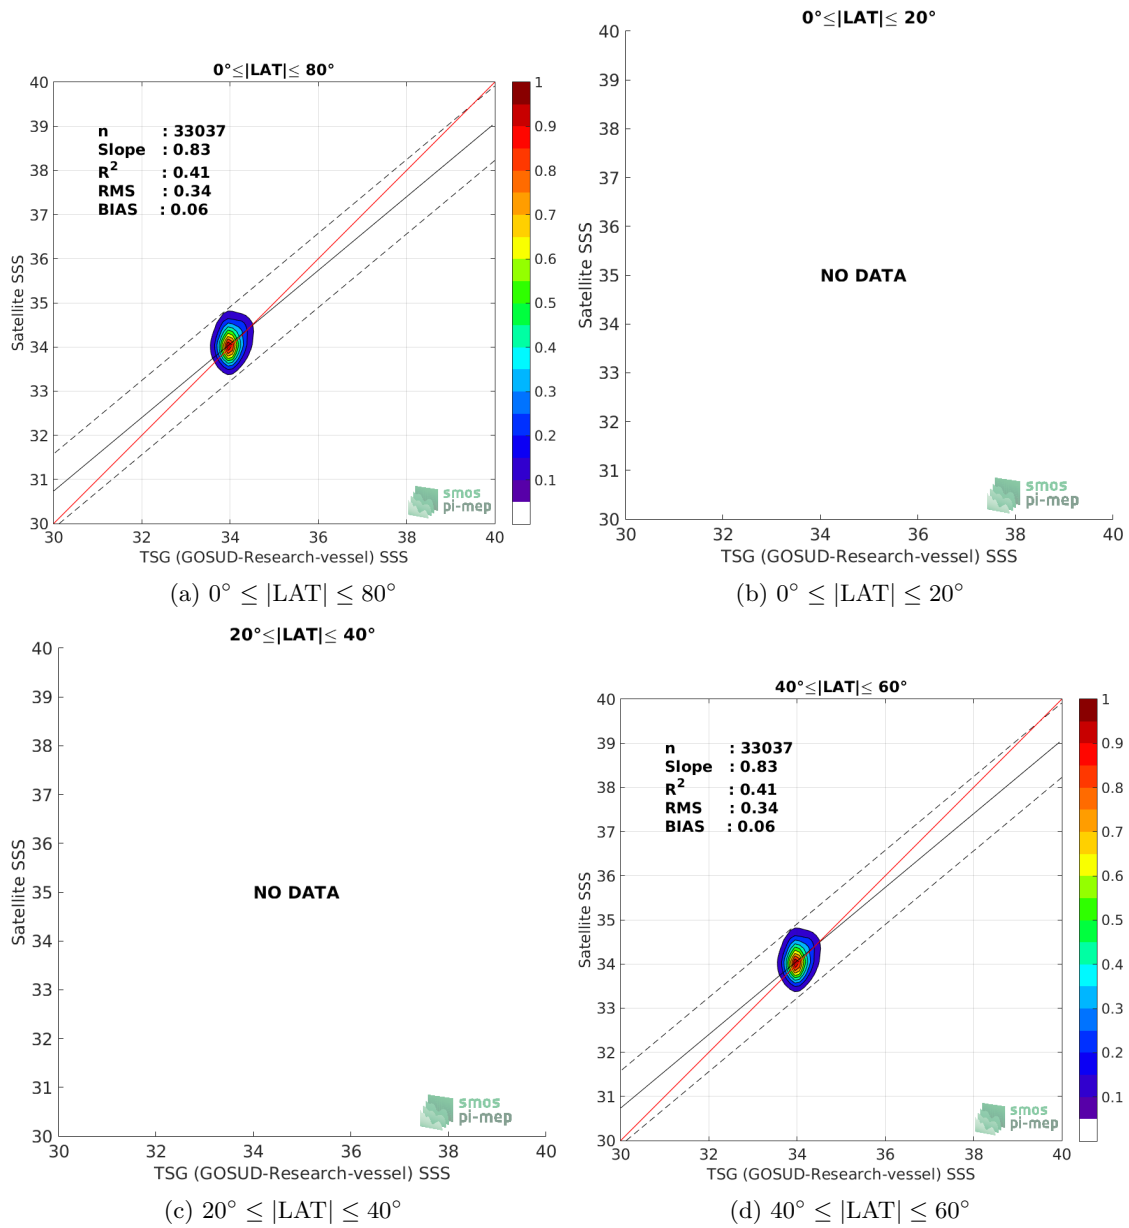 0°≤|LAT|≤ 80°
40
39
38
37
36
35
34
33
32
31
30
Satellite SSS
n : 33037
Slope : 0.83
R2 : 0.41
RMS : 0.34
BIAS : 0.06
1
0.9
0.8
0.7
0.6
0.5
0.4
0.3
0.2
0.1
smos
pi-mep
30 32 34 36 38 40
TSG (GOSUD-Research-vessel) SSS
(a) 0° ≤ |LAT| ≤ 80°
0°≤|LAT|≤ 20°
40
39
38
37
36
35
34
33
32
31
30
Satellite SSS
NO DATA
smos
pi-mep
30 32 34 36 38 40
TSG (GOSUD-Research-vessel) SSS
(b) 0° ≤ |LAT| ≤ 20°
20°≤|LAT|≤ 40°
40
39
38
37
36
35
34
33
32
31
30
Satellite SSS
NO DATA
smos
pi-mep
30 32 34 36 38 40
TSG (GOSUD-Research-vessel) SSS
(c) 20° ≤ |LAT| ≤ 40°
40°≤|LAT|≤ 60°
40
39
38
37
36
35
34
33
32
31
30
Satellite SSS
n : 33037
Slope : 0.83
R2 : 0.41
RMS : 0.34
BIAS : 0.06
1
0.9
0.8
0.7
0.6
0.5
0.4
0.3
0.2
0.1
smos
pi-mep
30 32 34 36 38 40
TSG (GOSUD-Research-vessel) SSS
(d) 40° ≤ |LAT| ≤ 60°